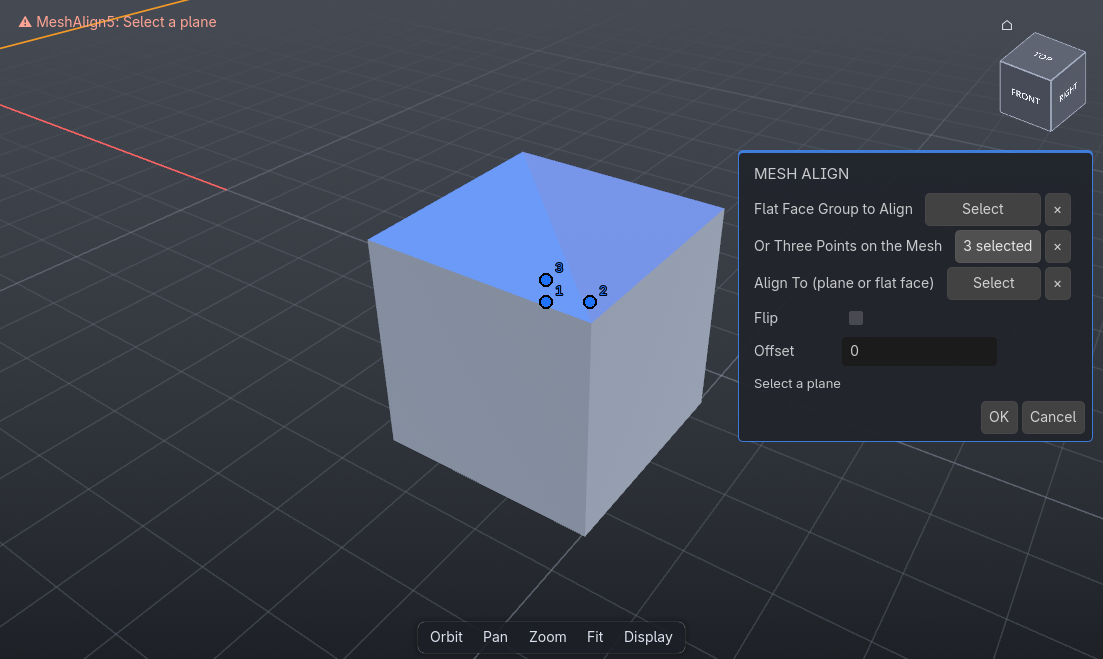 MeshAlign5: Select a plane
TOP
FRONT
RIGHT
MESH ALIGN
Flat Face Group to Align Select ×
Or Three Points on the Mesh 3 selected ×
Align To (plane or flat face) Select ×
Flip
Offset 0
Select a plane
OK Cancel
3
1 2
Orbit Pan Zoom Fit Display